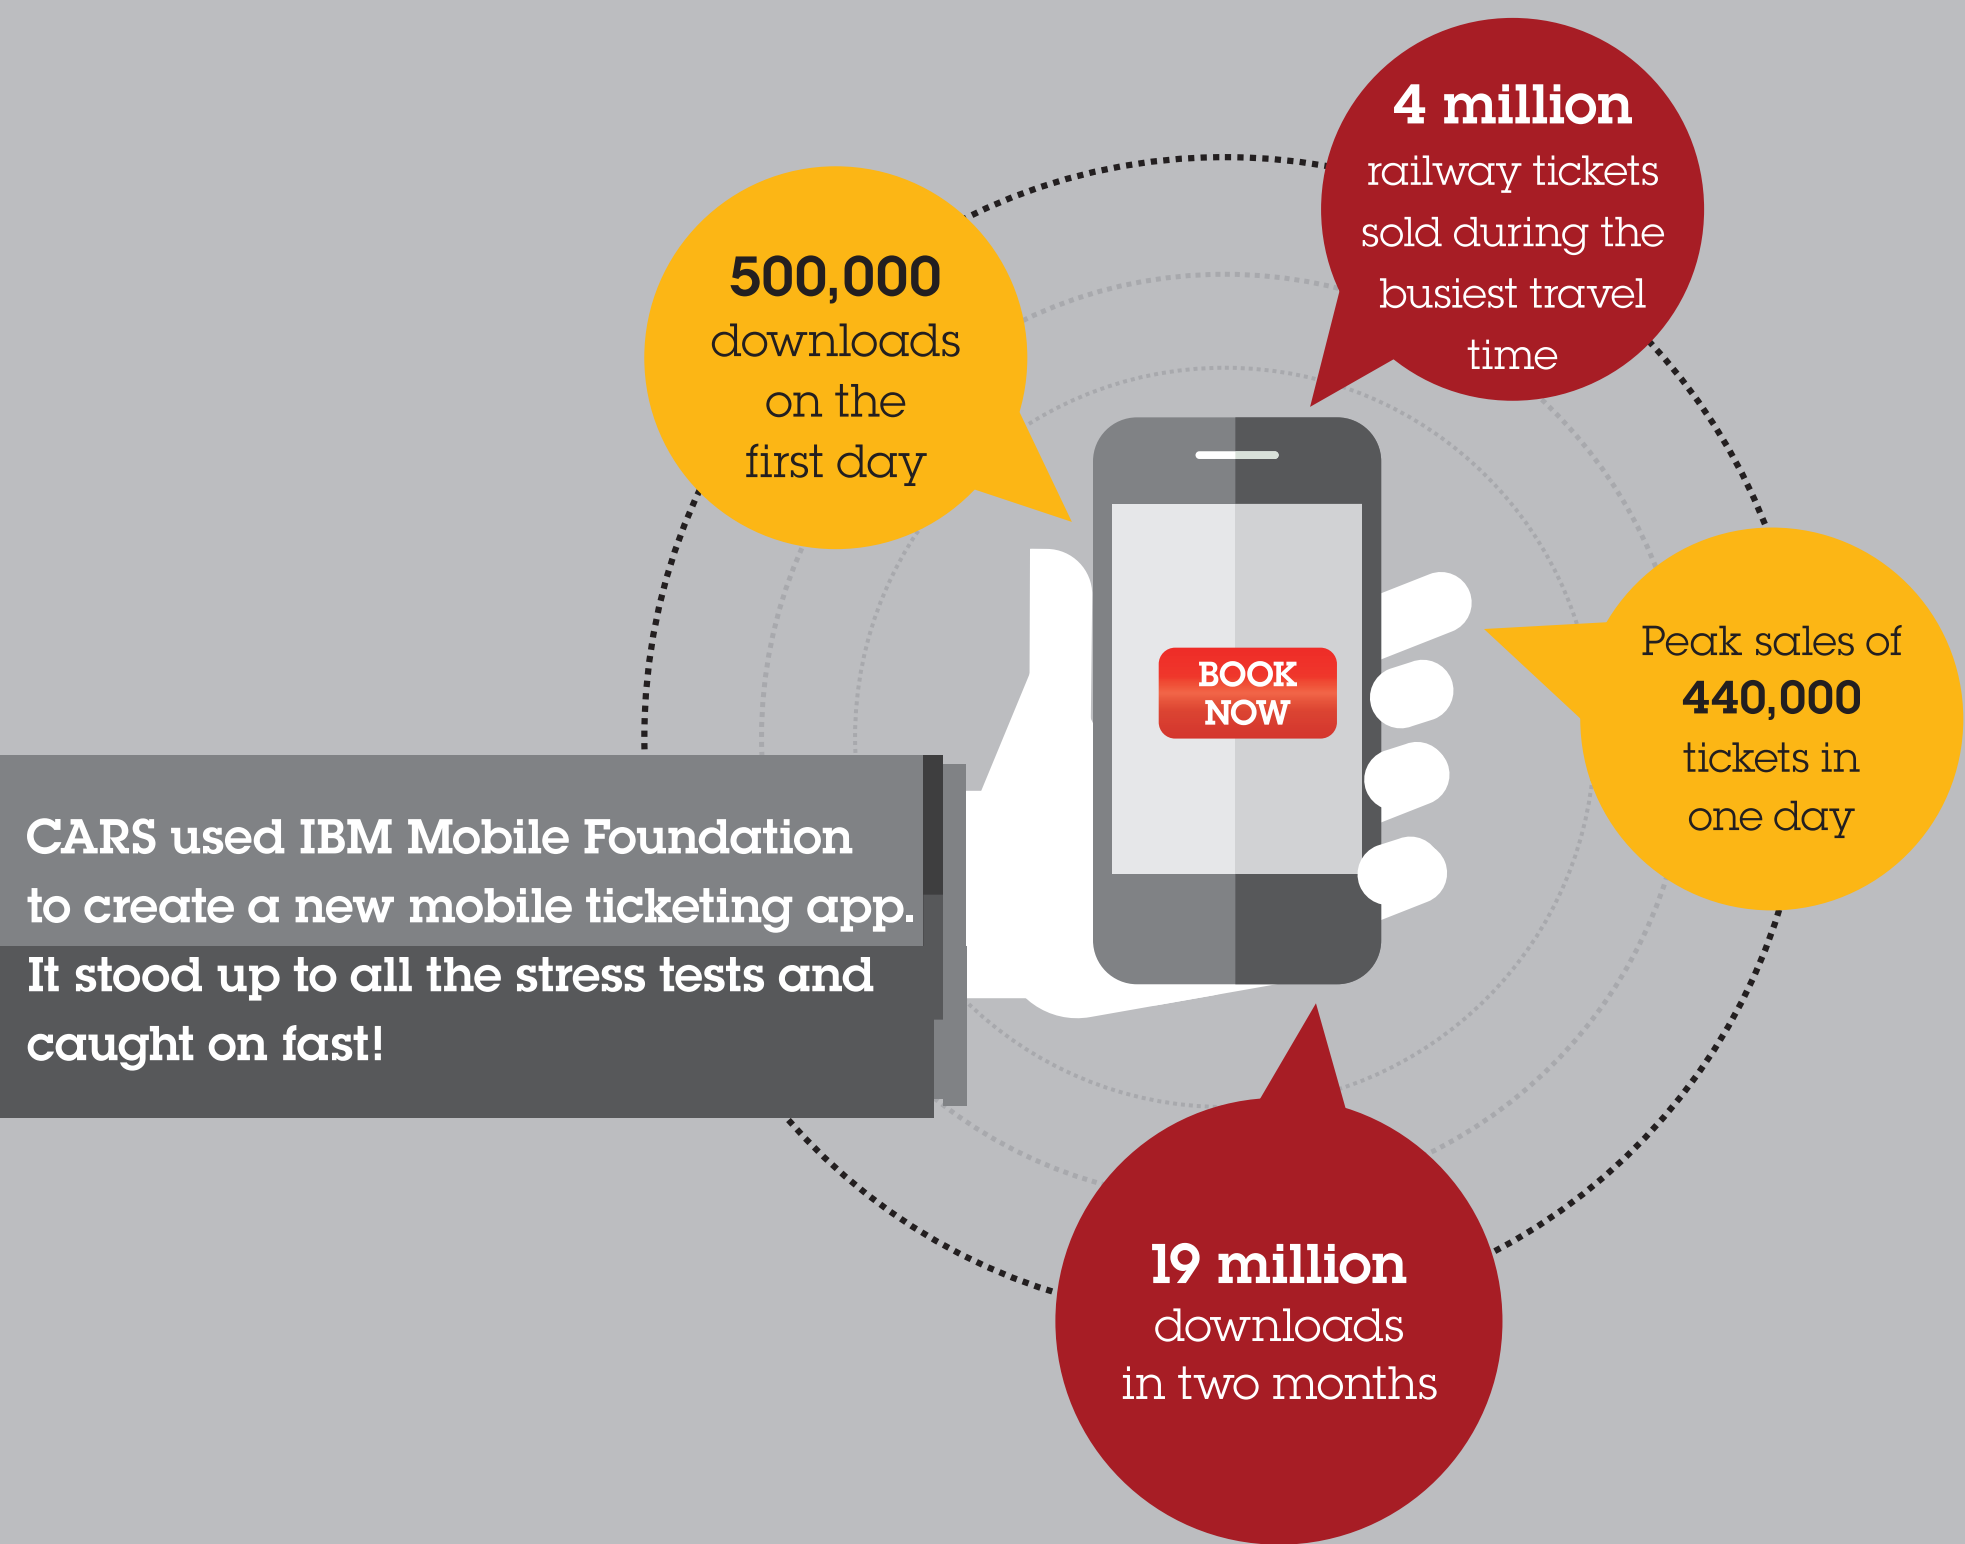 4 million
railway tickets
sold during the
busiest travel
time
500,000
downloads
on the
first day
Peak sales of
440,000
tickets in
one day
BOOK
NOW
CARS used IBM Mobile Foundation
to create a new mobile ticketing app.
It stood up to all the stress tests and
caught on fast!
19 million
downloads
in two months